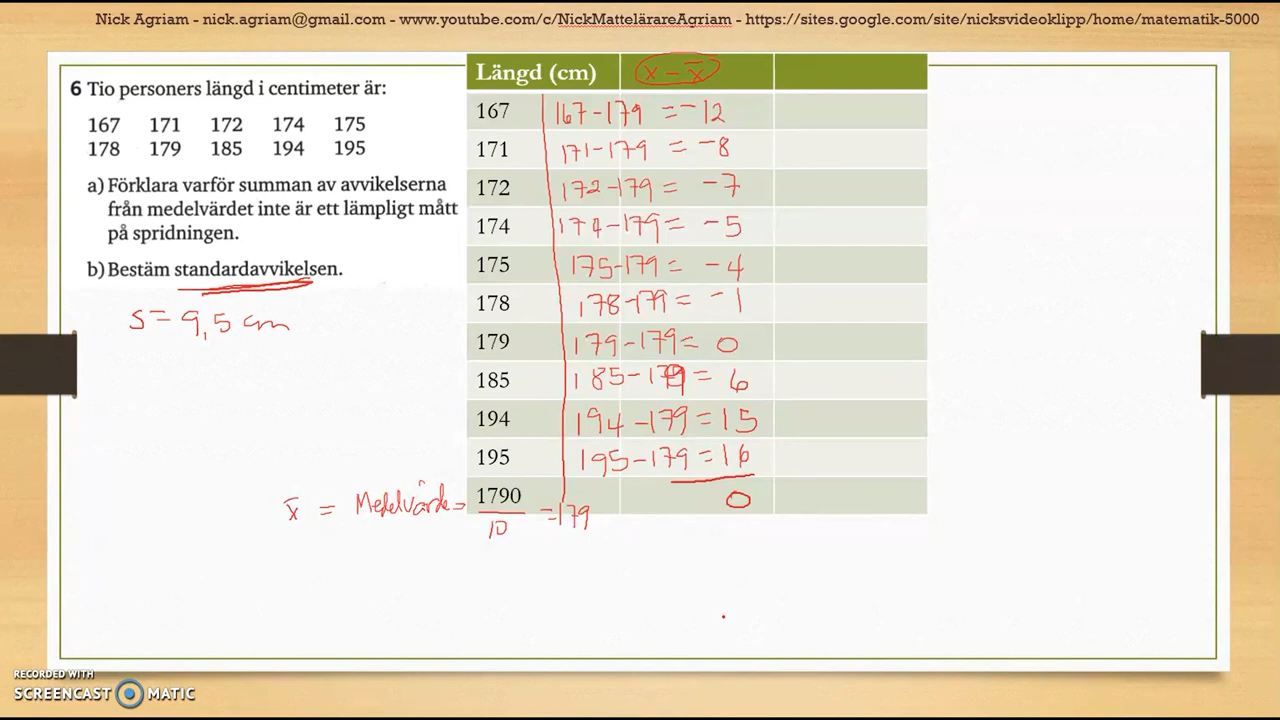 Nick Agriam - nick.agriam@gmail.com - www.youtube.com/c/NickMattelärareAgriam - https://sites.google.com/site/nicksvideoklipp/home/matematik-5000
6 Tio personers längd i centimeter är:
167 171 172 174 175
178 179 185 194 195
a) Förklara varför summan av avvikelserna
från medelvärdet inte är ett lämpligt mått
på spridningen.
b) Bestäm standardavvikelsen.
s = 9,5 cm
Längd (cm) x - x̄
167 167-179 = -12
171 171-179 = -8
172 172-179 = -7
174 174-179 = -5
175 175-179 = -4
178 178-179 = -1
179 179-179 = 0
185 185-179 = 6
194 194-179 = 15
195 195-179 = 16
1790 0
x̄ = Medelvärde = 1790/10 = 179
RECORDED WITH
SCREENCAST MATIC